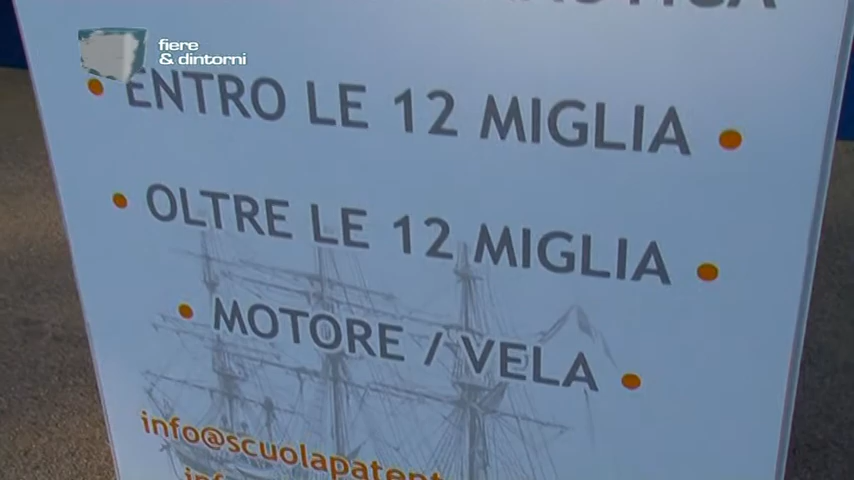 fiere
& dintorni
• ENTRO LE 12 MIGLIA •
• OLTRE LE 12 MIGLIA •
• MOTORE / VELA •